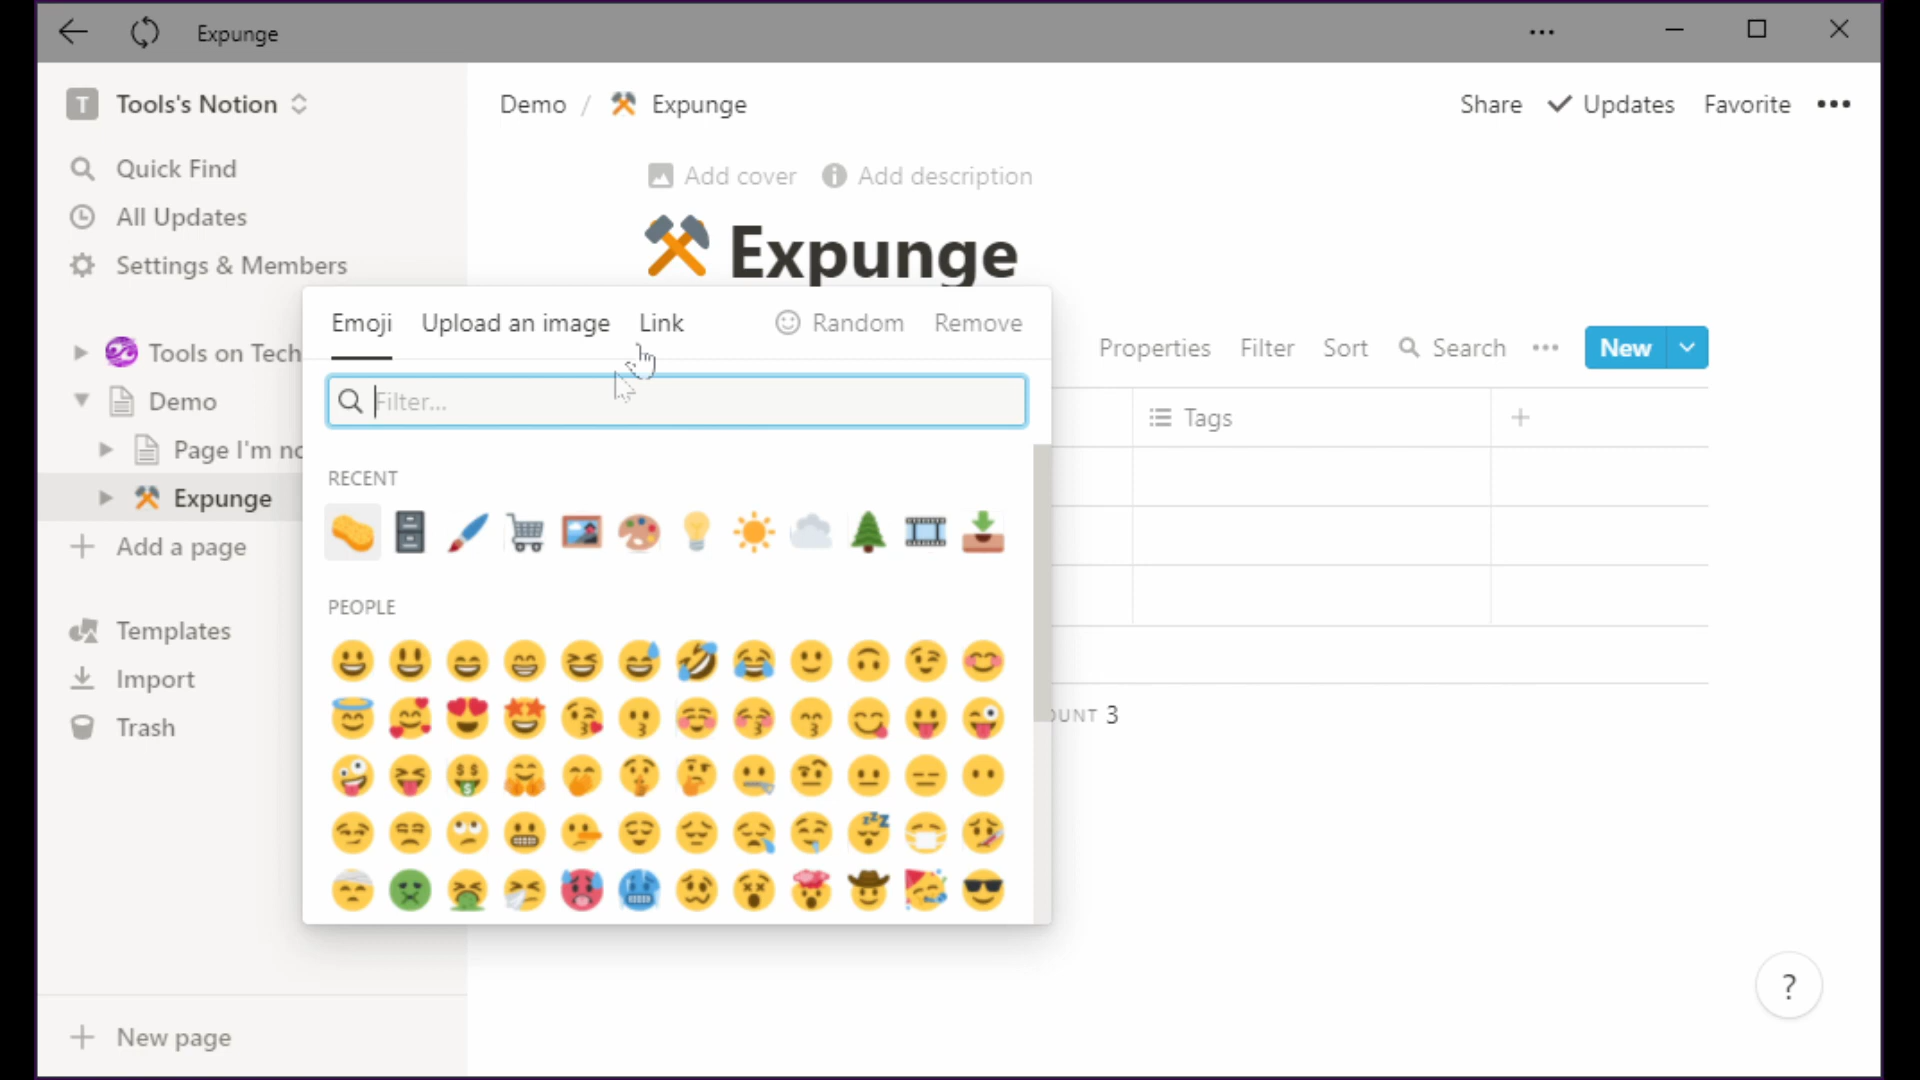 Expunge
T Tools's Notion
Quick Find
All Updates
Settings & Members
Tools on Tech
Demo
Page I'm no
Expunge
Add a page
Templates
Import
Trash
New page
Demo / Expunge
Share Updates Favorite
Add cover Add description
Expunge
Emoji Upload an image Link Random Remove
Filter...
RECENT
PEOPLE
Properties Filter Sort Search New
Tags
OUNT 3
?